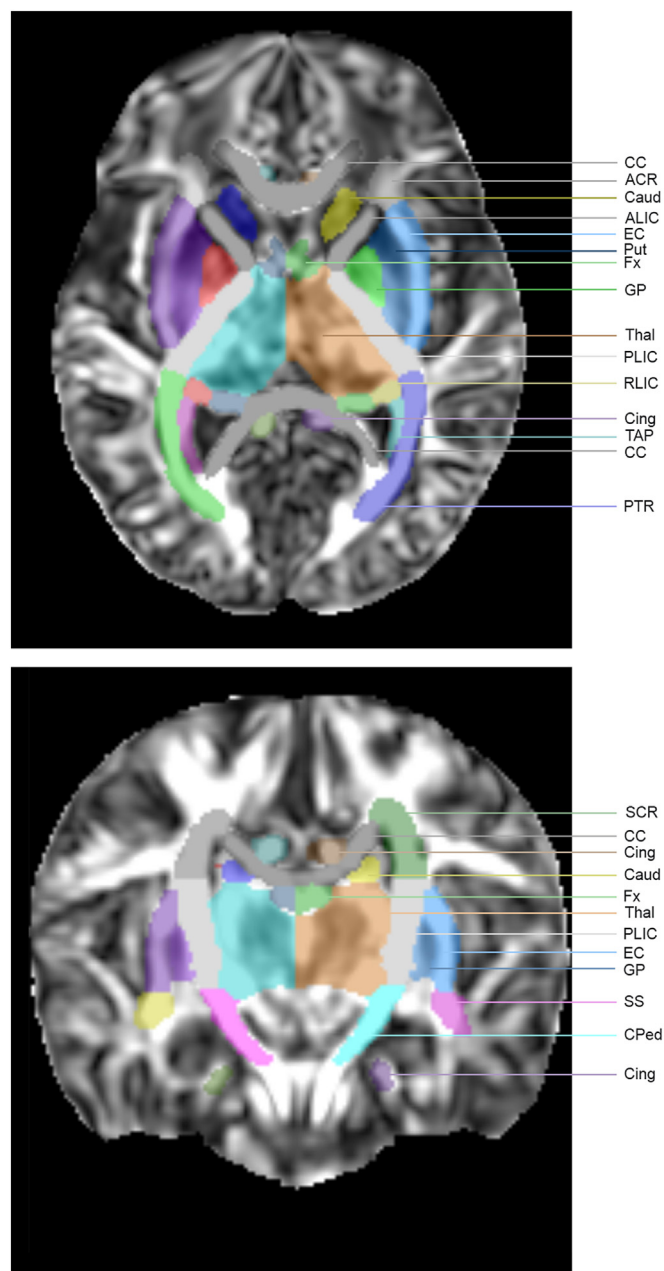 CC
ACR
Caud
ALIC
EC
Put
Fx
GP
Thal
PLIC
RLIC
Cing
TAP
CC
PTR
SCR
CC
Cing
Caud
Fx
Thal
PLIC
EC
GP
SS
CPed
Cing